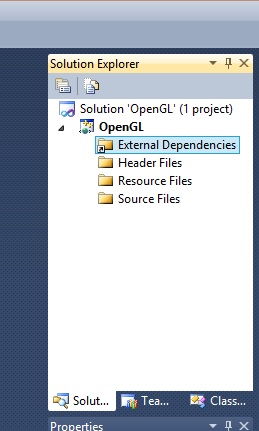 Solution Explorer
Solution 'OpenGL' (1 project)
OpenGL
External Dependencies
Header Files
Resource Files
Source Files
Solut... Tea... Class...
Properties